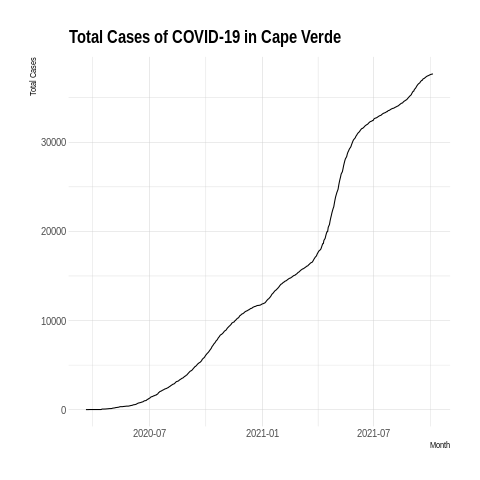 Total Cases of COVID-19 in Cape Verde
Total Cases
30000
20000
10000
0
2020-07 2021-01 2021-07
Month